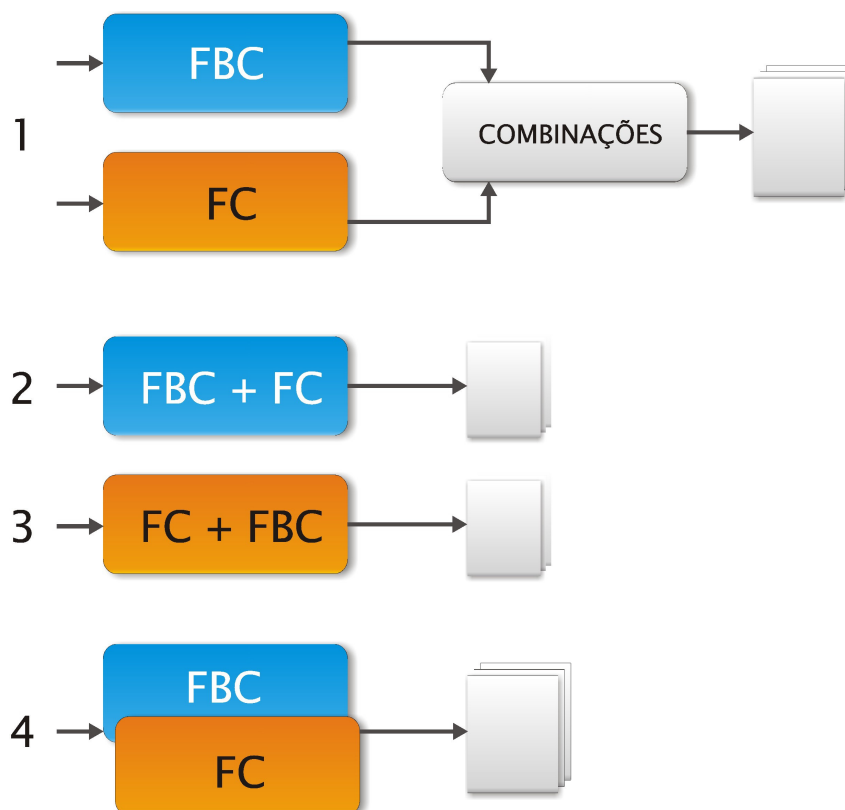 1
FBC
COMBINAÇÕES
FC
2
FBC + FC
3
FC + FBC
4
FBC
FC